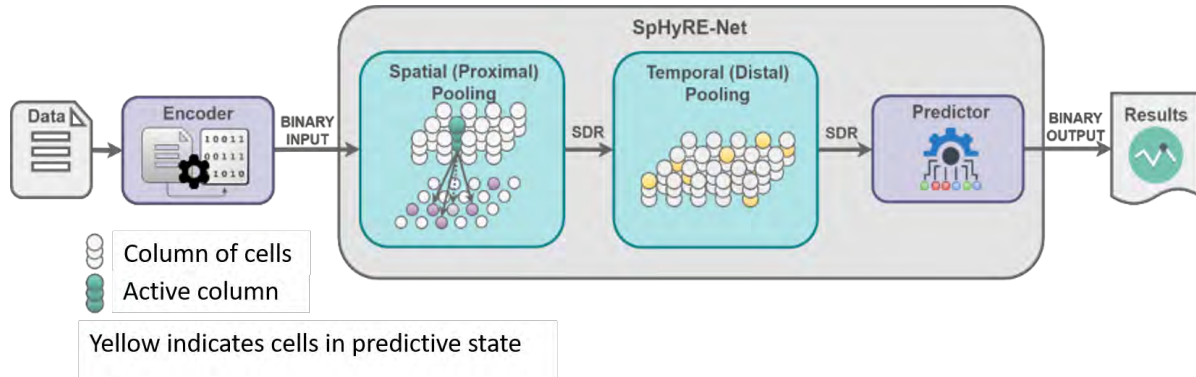 SpHyRE-Net
Spatial (Proximal)
Pooling
Temporal (Distal)
Pooling
Data
Encoder
10011
00111
11010
BINARY
INPUT
SDR
SDR
Predictor
BINARY
OUTPUT
Results
Column of cells
Active column
Yellow indicates cells in predictive state